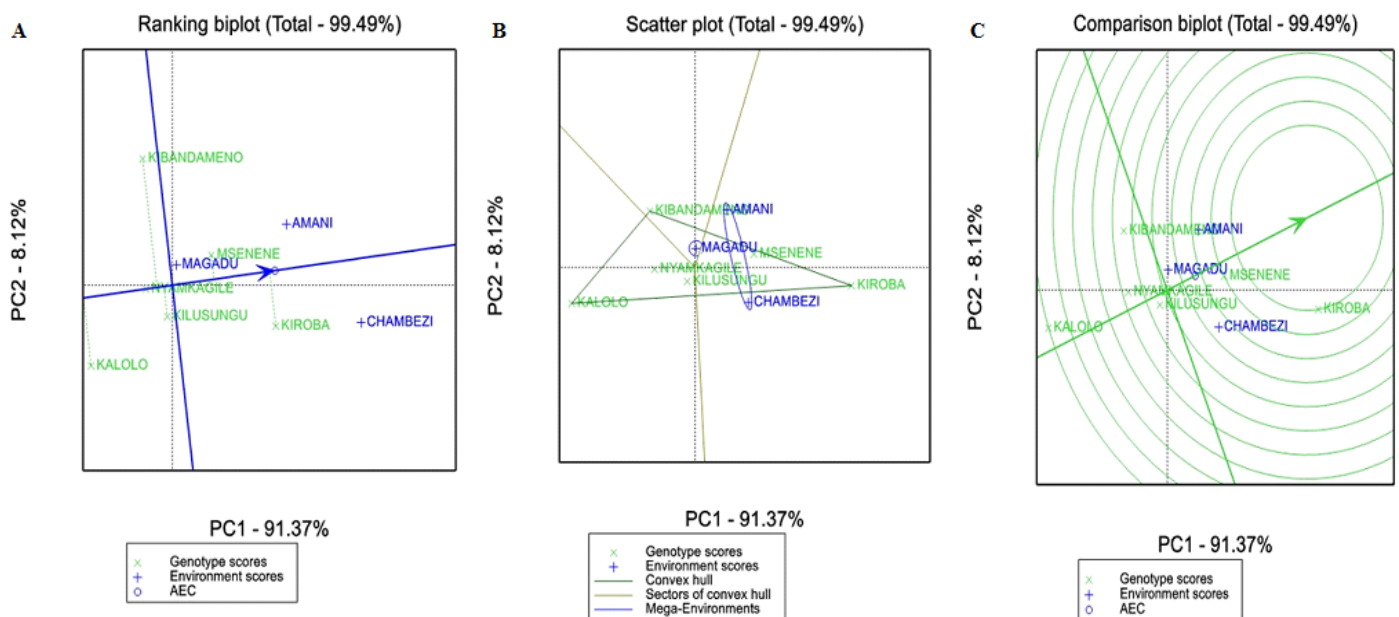 A
Ranking biplot (Total - 99.49%)
PC2 - 8.12%
KIBANDAMENO
AMANI
MSENENE
MAGADU
NYAMKAGILE
KILUSUNGU
KIROBA
CHAMBEZI
KALOLO
PC1 - 91.37%
Genotype scores
Environment scores
AEC
B
Scatter plot (Total - 99.49%)
PC2 - 8.12%
KIBANDAMENO
AMANI
MAGADU
MSENENE
NYAMKAGILE
KILUSUNGU
KIROBA
KALOLO
CHAMBEZI
PC1 - 91.37%
Genotype scores
Environment scores
Convex hull
Sectors of convex hull
Mega-Environments
C
Comparison biplot (Total - 99.49%)
PC2 - 8.12%
KIBANDAMENO
AMANI
MAGADU
MSENENE
NYAMKAGILE
KILUSUNGU
KIROBA
KALOLO
CHAMBEZI
PC1 - 91.37%
Genotype scores
Environment scores
AEC